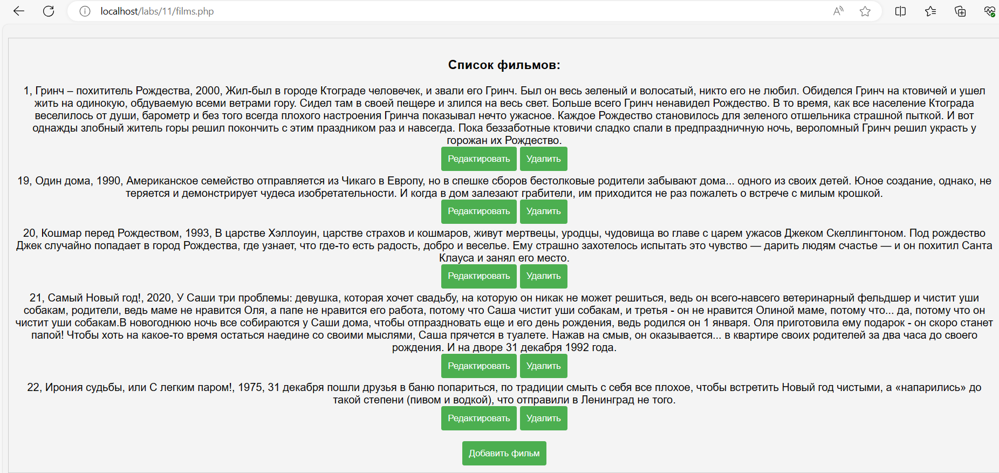 localhost/labs/11/films.php
Список фильмов:
1, Гринч – похититель Рождества, 2000, Жил-был в городе Ктограде человечек, и звали его Гринч. Был он весь зеленый и волосатый, никто его не любил. Обиделся Гринч на ктовичей и ушел
жить на одинокую, обдуваемую всеми ветрами гору. Сидел там в своей пещере и злился на весь свет. Больше всего Гринч ненавидел Рождество. В то время, как все население Ктограда
веселилось от души, барометр и без того всегда плохого настроения Гринча показывал нечто ужасное. Каждое Рождество становилось для зеленого отшельника страшной пыткой. И вот
однажды злобный житель горы решил покончить с этим праздником раз и навсегда. Пока беззаботные ктовичи сладко спали в предпраздничную ночь, вероломный Гринч решил украсть у
горожан их Рождество.
Редактировать Удалить
19, Один дома, 1990, Американское семейство отправляется из Чикаго в Европу, но в спешке сборов бестолковые родители забывают дома... одного из своих детей. Юное создание, однако, не
теряется и демонстрирует чудеса изобретательности. И когда в дом залезают грабители, им приходится не раз пожалеть о встрече с милым крошкой.
Редактировать Удалить
20, Кошмар перед Рождеством, 1993, В царстве Хэллоуин, царстве страхов и кошмаров, живут мертвецы, уродцы, чудовища во главе с царем ужасов Джеком Скеллингтоном. Под рождество
Джек случайно попадает в город Рождества, где узнает, что где-то есть радость, добро и веселье. Ему страшно захотелось испытать это чувство — дарить людям счастье — и он похитил Санта
Клауса и занял его место.
Редактировать Удалить
21, Самый Новый год!, 2020, У Саши три проблемы: девушка, которая хочет свадьбу, на которую он никак не может решиться, ведь он всего-навсего ветеринарный фельдшер и чистит уши
собакам, родители, ведь маме не нравится Оля, а папе не нравится его работа, потому что Саша чистит уши собакам, и третья - он не нравится Олиной маме, потому что... да, потому что он
чистит уши собакам.В новогоднюю ночь все собираются у Саши дома, чтобы отпраздновать еще и его день рождения, ведь родился он 1 января. Оля приготовила ему подарок - он скоро станет
папой! Чтобы хоть на какое-то время остаться наедине со своими мыслями, Саша прячется в туалете. Нажав на смыв, он оказывается... в квартире своих родителей за два часа до своего
рождения. И на дворе 31 декабря 1992 года.
Редактировать Удалить
22, Ирония судьбы, или С легким паром!, 1975, 31 декабря пошли друзья в баню попариться, по традиции смыть с себя все плохое, чтобы встретить Новый год чистыми, а «напарились» до
такой степени (пивом и водкой), что отправили в Ленинград не того.
Редактировать Удалить
Добавить фильм